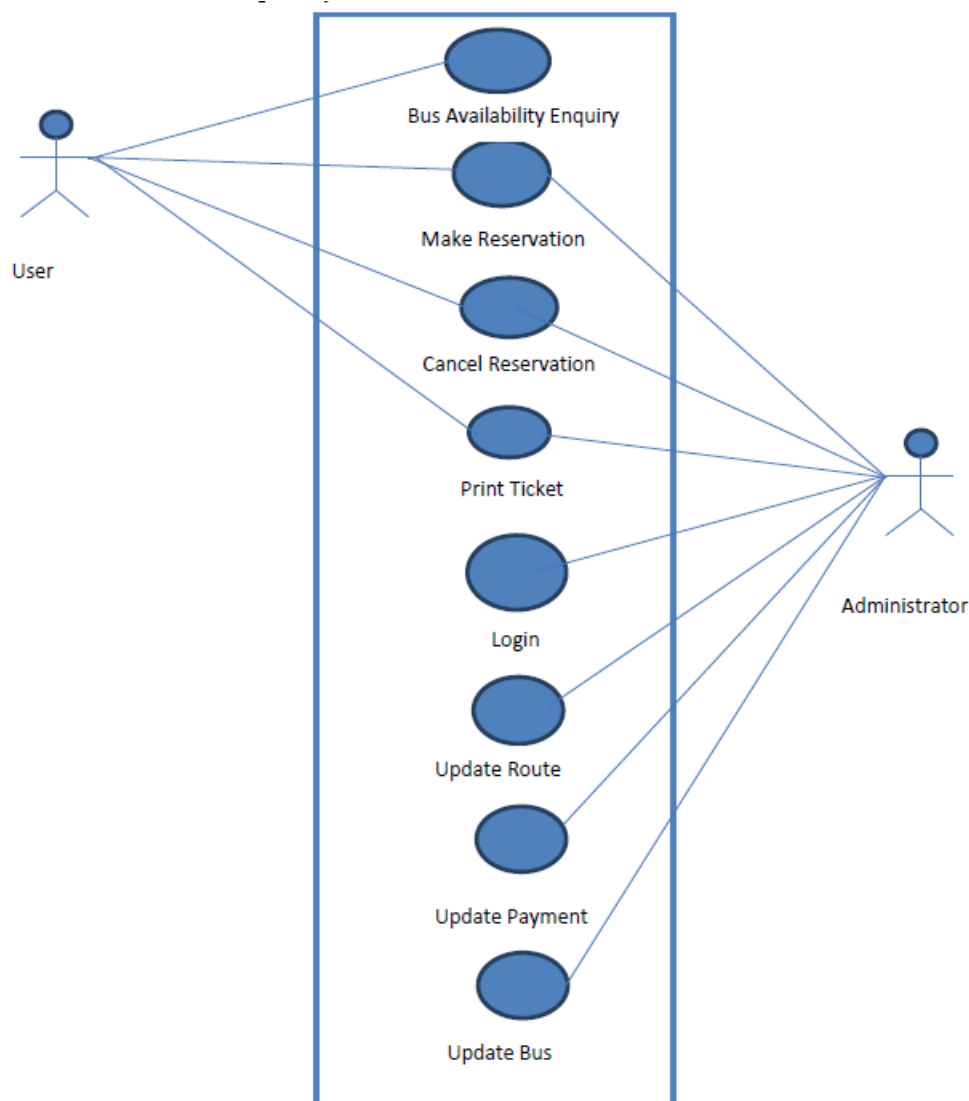 Bus Availability Enquiry
Make Reservation
User
Cancel Reservation
Print Ticket
Administrator
Login
Update Route
Update Payment
Update Bus